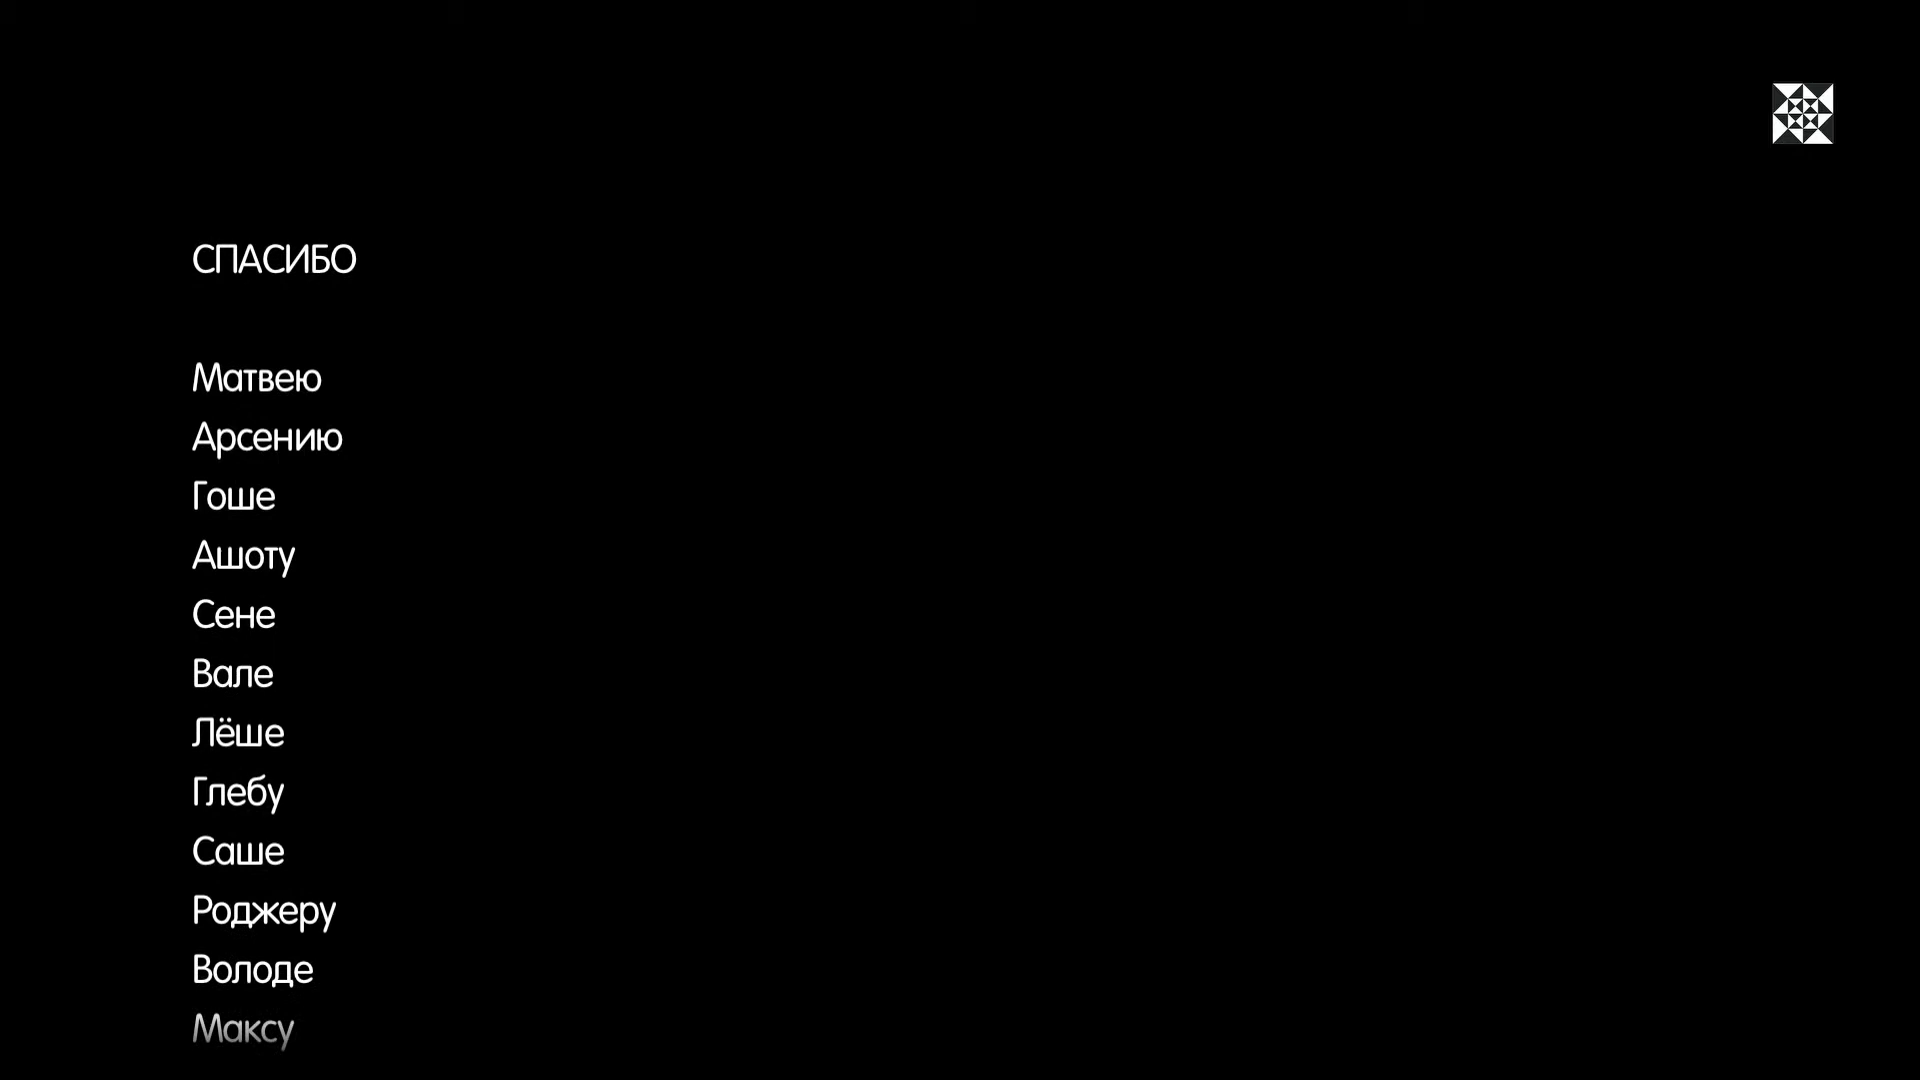 СПАСИБО
Матвею
Арсению
Гоше
Ашоту
Сене
Вале
Лёше
Глебу
Саше
Роджеру
Володе
Максу